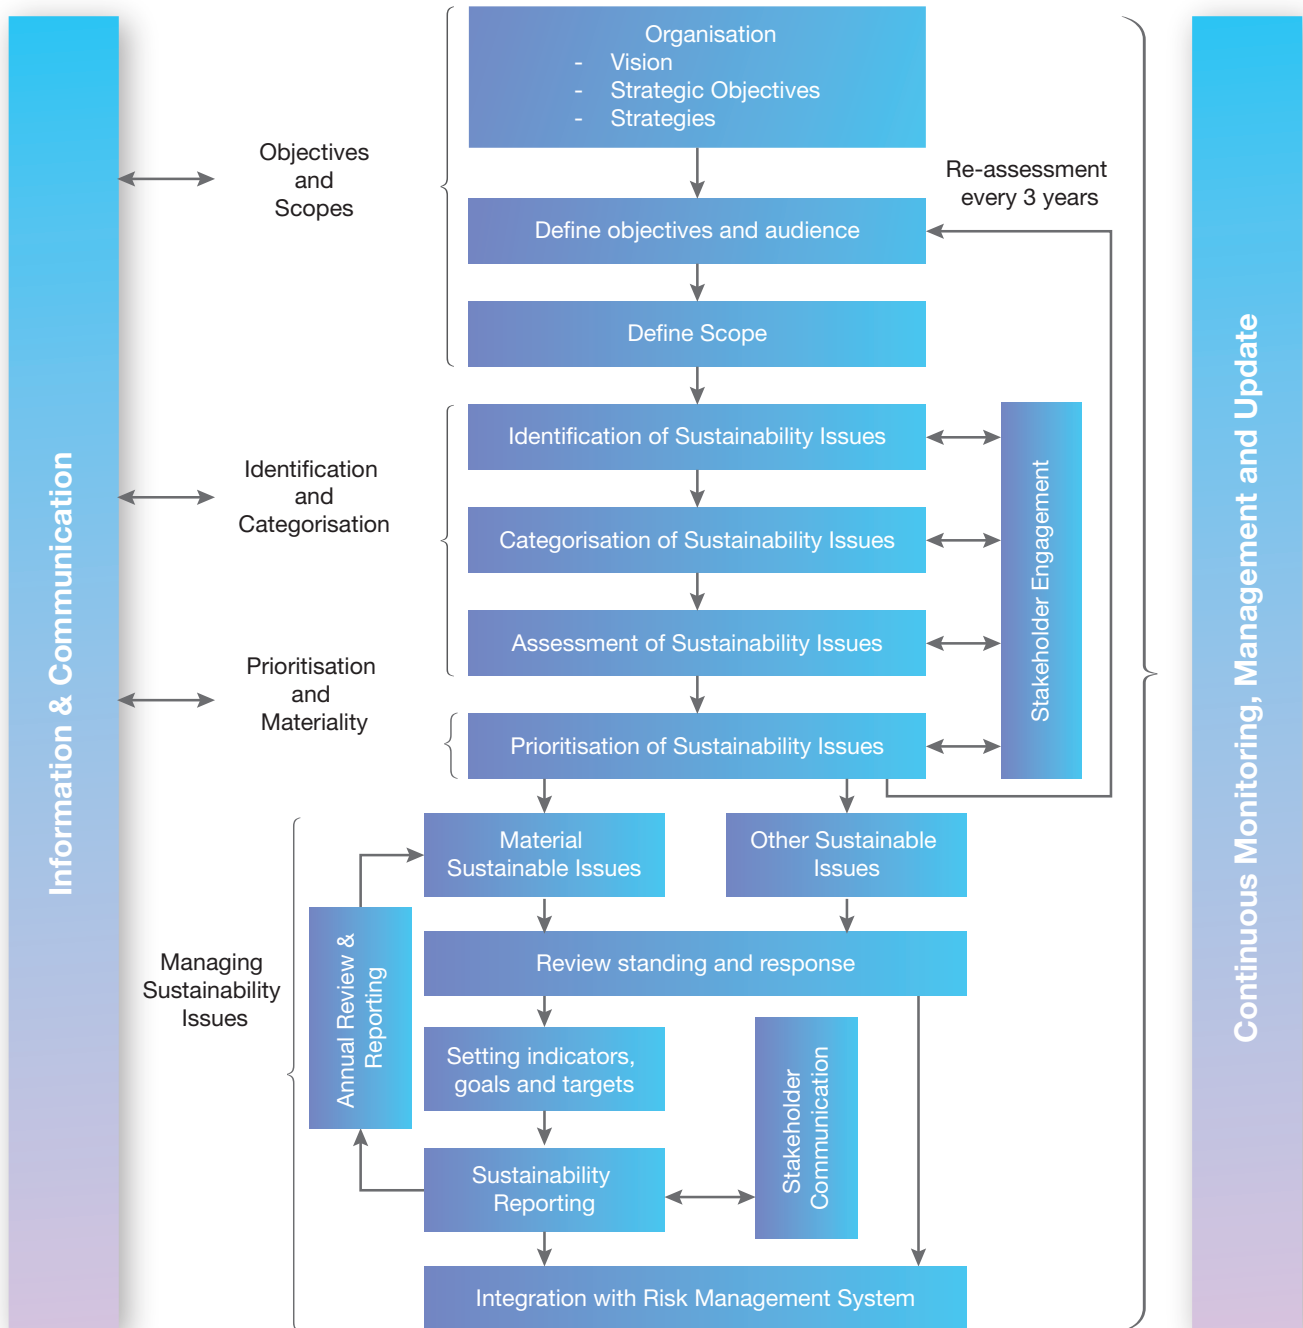 Organisation
- Vision
- Strategic Objectives
- Strategies
Objectives
and
Scopes
Re-assessment
every 3 years
Define objectives and audience
Define Scope
Identification of Sustainability Issues
Identification
and
Categorisation
Categorisation of Sustainability Issues
Assessment of Sustainability Issues
Stakeholder Engagement
Prioritisation
and
Materiality
Prioritisation of Sustainability Issues
Information & Communication
Continuous Monitoring, Management and Update
Material
Sustainable Issues
Other Sustainable
Issues
Managing
Sustainability
Issues
Annual Review &
Reporting
Review standing and response
Setting indicators,
goals and targets
Stakeholder
Communication
Sustainability
Reporting
Integration with Risk Management System